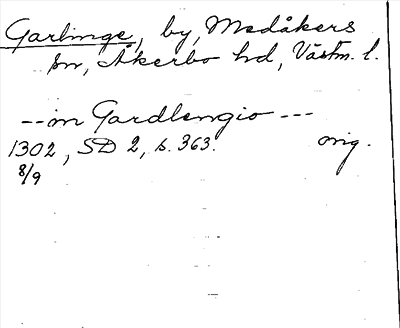 Garlinge, by, Medåkers
sn, Åkerbo hd, Västm. l.
-- in Gardlengio ---
1302, SD 2, s. 363. orig.
8/9